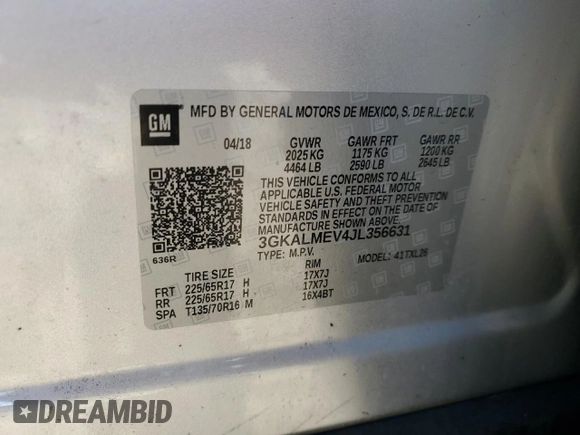 GM
MFD BY GENERAL MOTORS DE MEXICO, S. DE R.L. DE C.V.
04/18 GVWR GAWR FRT GAWR RR
2025 KG 1175 KG 1200 KG
4464 LB 2590 LB 2645 LB
THIS VEHICLE CONFORMS TO ALL
APPLICABLE U.S. FEDERAL MOTOR
VEHICLE SAFETY AND THEFT PREVENTION
STANDARDS IN EFFECT ON THE DATE OF
MANUFACTURE SHOWN ABOVE.
3GKALMEV4JL356631
636R TYPE: M.P.V. MODEL: 41TXL26
TIRE SIZE RIM
FRT 225/65R17 H 17X7J
RR 225/65R17 H 17X7J
SPA T135/70R16 M 16X4BT
DREAMBID